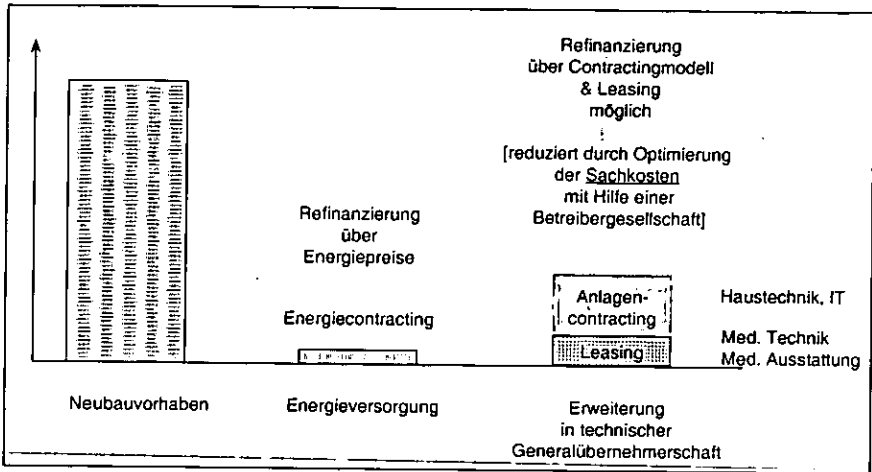 Refinanzierung
über Contractingmodell
& Leasing
möglich
[reduziert durch Optimierung
der Sachkosten
mit Hilfe einer
Betreibergesellschaft]
Refinanzierung
über
Energiepreise
Energiecontracting
Anlagen-
contracting
Leasing
Haustechnik, IT
Med. Technik
Med. Ausstattung
Neubauvorhaben
Energieversorgung
Erweiterung
in technischer
Generalübernehmerschaft